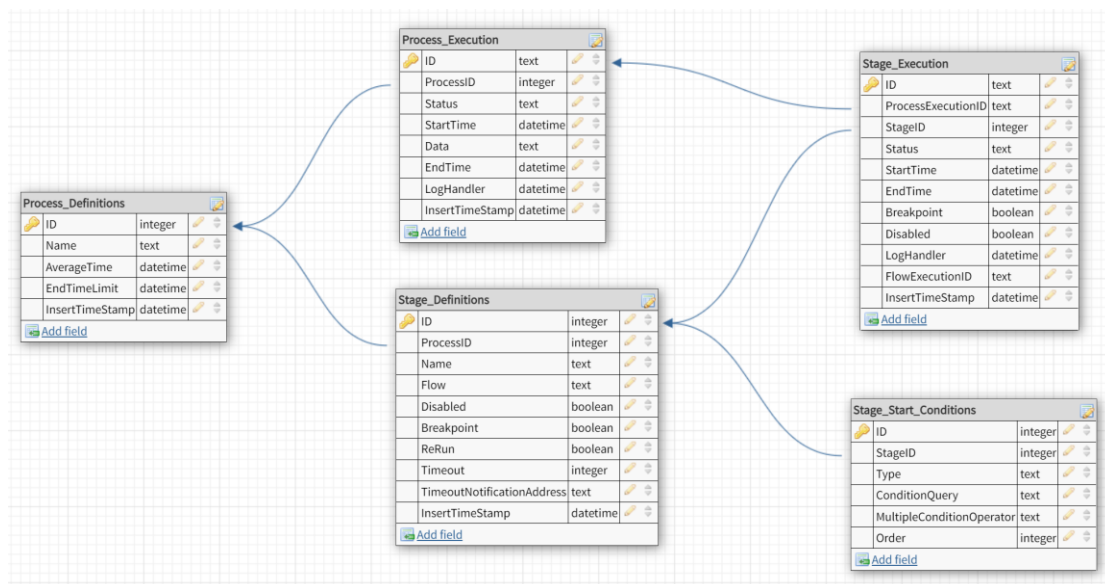 Process_Execution
ID text
ProcessID integer
Status text
StartTime datetime
Data text
EndTime datetime
LogHandler datetime
InsertTimeStamp datetime
Add field
Stage_Execution
ID text
ProcessExecutionID text
StageID integer
Status text
StartTime datetime
EndTime datetime
Breakpoint boolean
Disabled boolean
LogHandler datetime
FlowExecutionID text
InsertTimeStamp datetime
Add field
Process_Definitions
ID integer
Name text
AverageTime datetime
EndTimeLimit datetime
InsertTimeStamp datetime
Add field
Stage_Definitions
ID integer
ProcessID integer
Name text
Flow text
Disabled boolean
Breakpoint boolean
ReRun boolean
Timeout integer
TimeoutNotificationAddress text
InsertTimeStamp datetime
Add field
Stage_Start_Conditions
ID integer
StageID integer
Type text
ConditionQuery text
MultipleConditionOperator text
Order integer
Add field